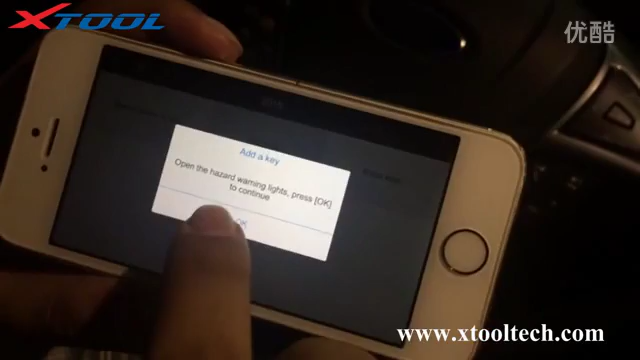 XTOOL
优酷
Add a key
Open the hazard warning lights, press [OK]
to continue
OK
www.xtooltech.com